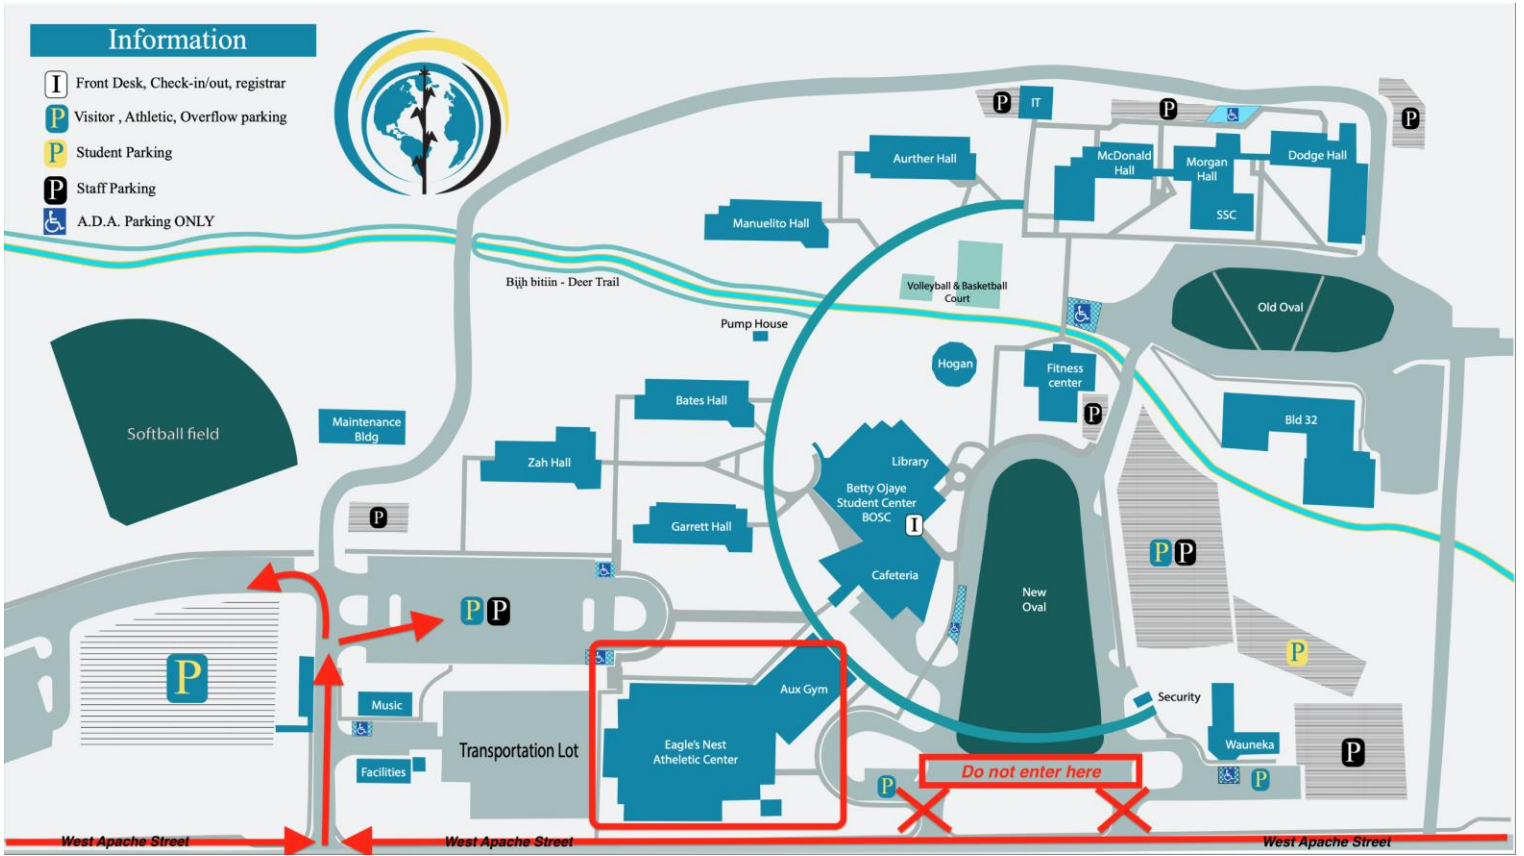 Information
I Front Desk, Check-in/out, registrar
P Visitor , Athletic, Overflow parking
P Student Parking
P Staff Parking
A.D.A. Parking ONLY
P
IT
P
P
Aurther Hall
McDonald
Hall
Morgan
Hall
SSC
Dodge Hall
Manuelito Hall
Bįįh bitiin - Deer Trail
Volleyball & Basketball
Court
Old Oval
Pump House
Hogan
Fitness
center
P
Softball field
Maintenance
Bldg
Bates Hall
Bld 32
Zah Hall
Library
Betty Ojaye
Student Center
BOSC
I
P
Garrett Hall
Cafeteria
P P
New
Oval
P P
P
P
Music
Aux Gym
Security
Transportation Lot
Eagle's Nest
Atheletic Center
Wauneka
P
Facilities
Do not enter here
P
P
West Apache Street
West Apache Street
West Apache Street